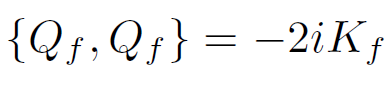 {Q_f, Q_f} = −2iK_f